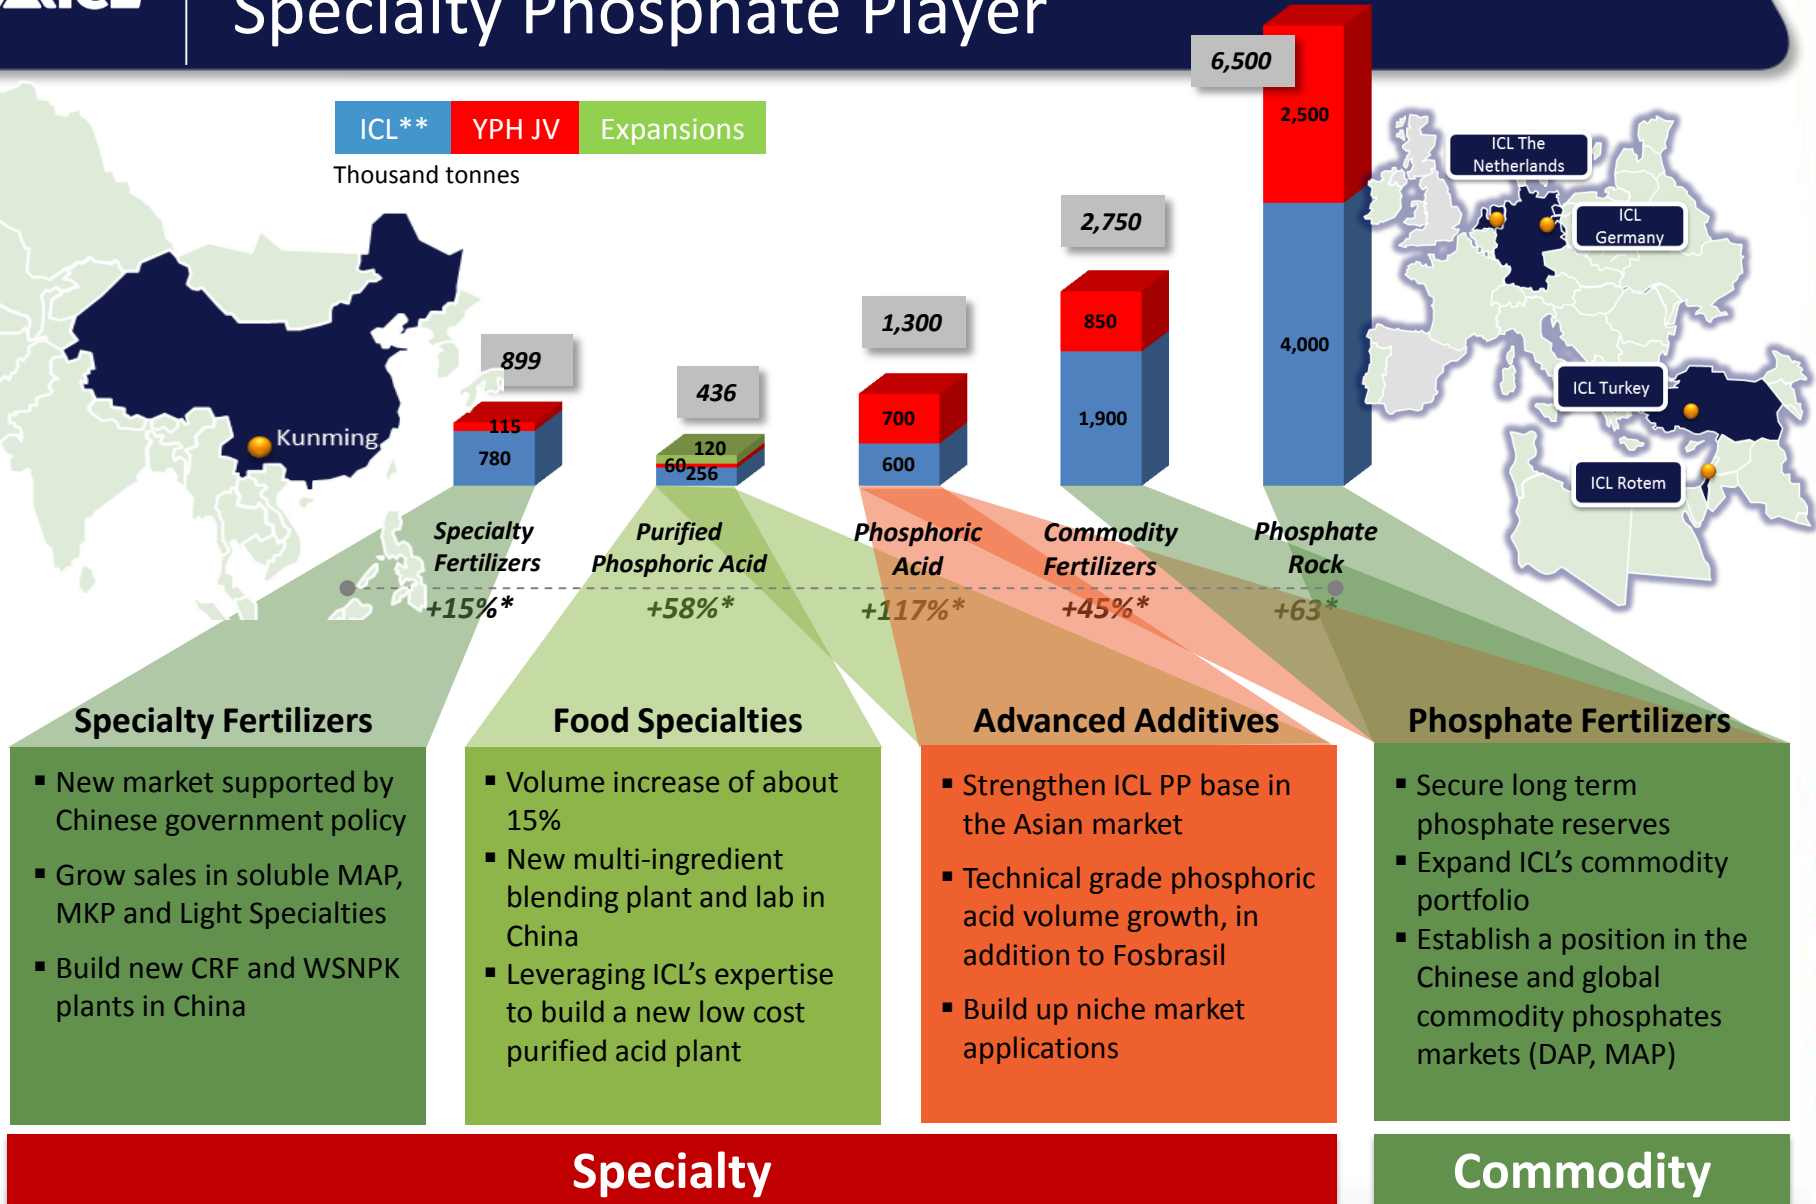 ICL
Specialty Phosphate Player
ICL**
YPH JV
Expansions
Thousand tonnes
6,500
2,500
4,000
2,750
850
1,900
1,300
700
600
436
120
60
256
899
115
780
Kunming
ICL The
Netherlands
ICL
Germany
ICL Turkey
ICL Rotem
Specialty
Fertilizers
Purified
Phosphoric Acid
Phosphoric
Acid
Commodity
Fertilizers
Phosphate
Rock
+15%*
+58%*
+117%*
+45%*
+63*
Specialty Fertilizers
▪ New market supported by
Chinese government policy
▪ Grow sales in soluble MAP,
MKP and Light Specialties
▪ Build new CRF and WSNPK
plants in China
Food Specialties
▪ Volume increase of about
15%
▪ New multi-ingredient
blending plant and lab in
China
▪ Leveraging ICL’s expertise
to build a new low cost
purified acid plant
Advanced Additives
▪ Strengthen ICL PP base in
the Asian market
▪ Technical grade phosphoric
acid volume growth, in
addition to Fosbrasil
▪ Build up niche market
applications
Phosphate Fertilizers
▪ Secure long term
phosphate reserves
▪ Expand ICL’s commodity
portfolio
▪ Establish a position in the
Chinese and global
commodity phosphates
markets (DAP, MAP)
Specialty
Commodity